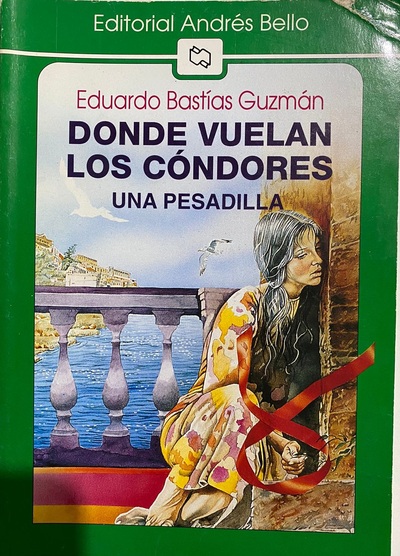 Editorial Andrés Bello
Eduardo Bastías Guzmán
DONDE VUELAN
LOS CÓNDORES
UNA PESADILLA